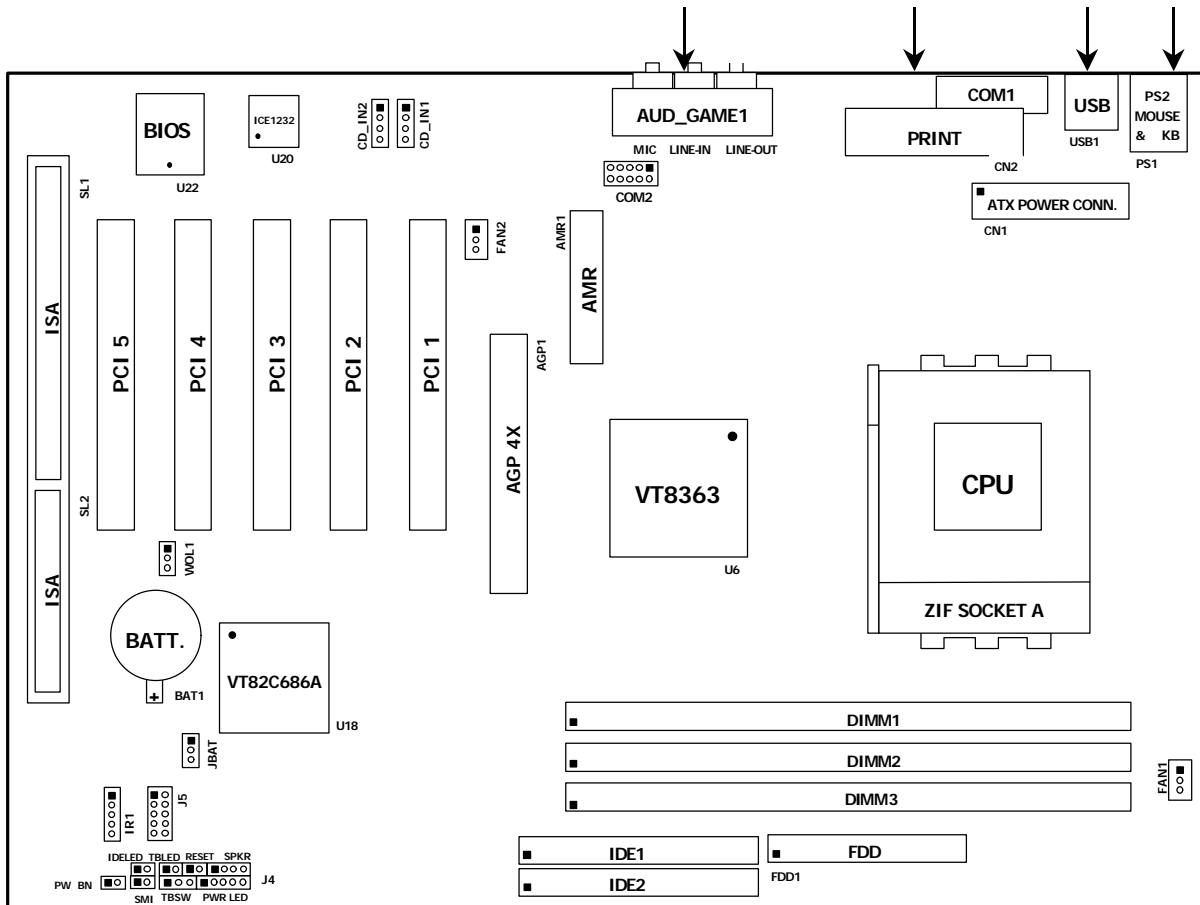 COM1
USB
PS2
MOUSE
& KB
BIOS
ICE1232
CD_IN2
CD_IN1
AUD_GAME1
PRINT
U20
U22
MIC LINE-IN LINE-OUT
CN2
USB1
PS1
SL1
COM2
ATX POWER CONN.
CN1
FAN2
AMR1
AMR
ISA
PCI 5
PCI 4
PCI 3
PCI 2
PCI 1
AGP1
AGP 4X
VT8363
U6
CPU
ZIF SOCKET A
SL2
WOL1
ISA
BATT.
+
BAT1
VT82C686A
U18
JBAT
DIMM1
DIMM2
DIMM3
FAN1
IR1
J5
IDELED TBLED RESET SPKR
J4
PW BN
SMI TBSW PWR LED
IDE1
IDE2
FDD
FDD1